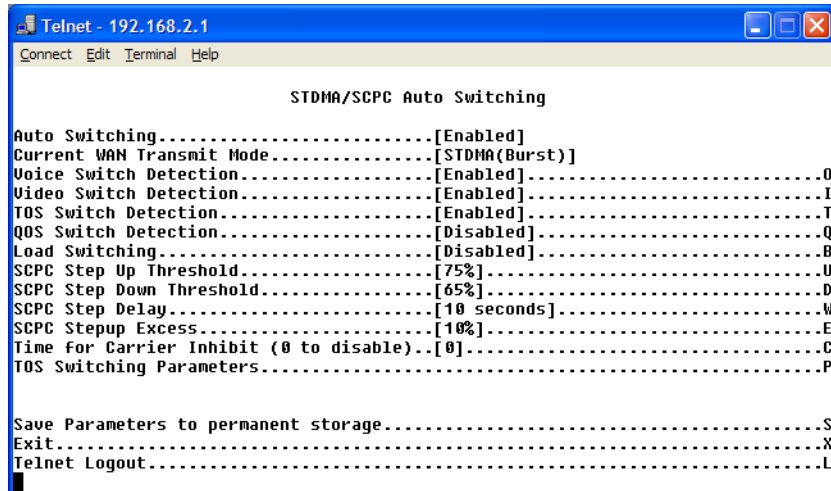 Telnet - 192.168.2.1
Connect Edit Terminal Help
STDMA/SCPC Auto Switching
Auto Switching..........................[Enabled]
Current WAN Transmit Mode...............[STDMA(Burst)]
Voice Switch Detection..................[Enabled]............................O
Video Switch Detection..................[Enabled]............................I
TOS Switch Detection....................[Enabled]............................T
QOS Switch Detection....................[Disabled]...........................Q
Load Switching..........................[Disabled]...........................B
SCPC Step Up Threshold..................[75%]................................U
SCPC Step Down Threshold................[65%]................................D
SCPC Step Delay.........................[10 seconds].........................W
SCPC Stepup Excess......................[10%]................................E
Time for Carrier Inhibit (0 to disable)..[0].................................C
TOS Switching Parameters.....................................................P
Save Parameters to permanent storage.........................................S
Exit.........................................................................X
Telnet Logout................................................................L